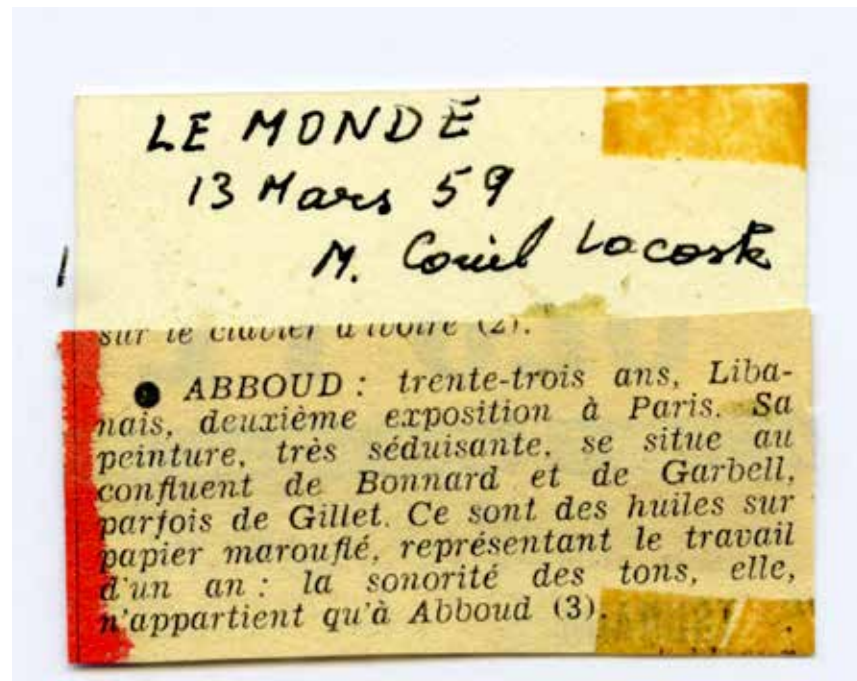 LE MONDE
13 Mars 59
M. Coniel Lacoste
sur le clavier d'ivoire (2).
● ABBOUD : trente-trois ans, Liba-
nais, deuxième exposition à Paris. Sa
peinture, très séduisante, se situe au
confluent de Bonnard et de Garbell,
parfois de Gillet. Ce sont des huiles sur
papier marouflé, représentant le travail
d'un an : la sonorité des tons, elle,
n'appartient qu'à Abboud (3).